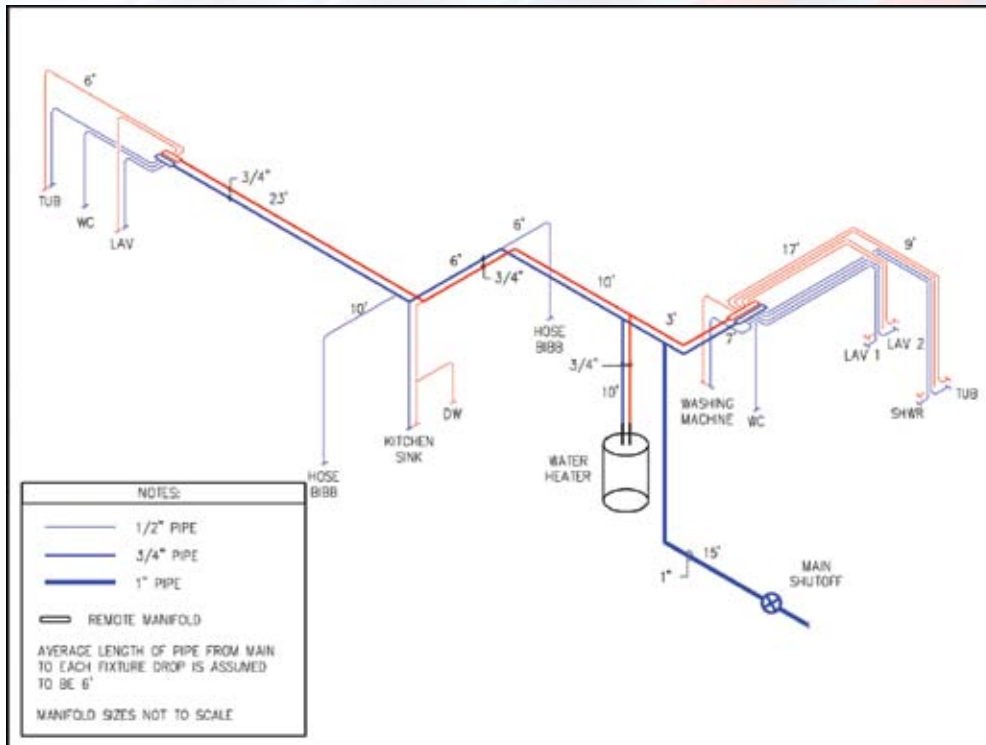 6'
TUB
WC
LAV
3/4"
23'
6"
3/4"
6'
10'
HOSE
BIBB
10'
HOSE
BIBB
KITCHEN
SINK
DW
3/4"
10'
WATER
HEATER
3'
7'
17'
9'
WASHING
MACHINE
WC
LAV 1
LAV 2
SHWR
TUB
1"
15'
MAIN
SHUTOFF
NOTES:
1/2" PIPE
3/4" PIPE
1" PIPE
REMOTE MANIFOLD
AVERAGE LENGTH OF PIPE FROM MAIN
TO EACH FIXTURE DROP IS ASSUMED
TO BE 6'
MANIFOLD SIZES NOT TO SCALE